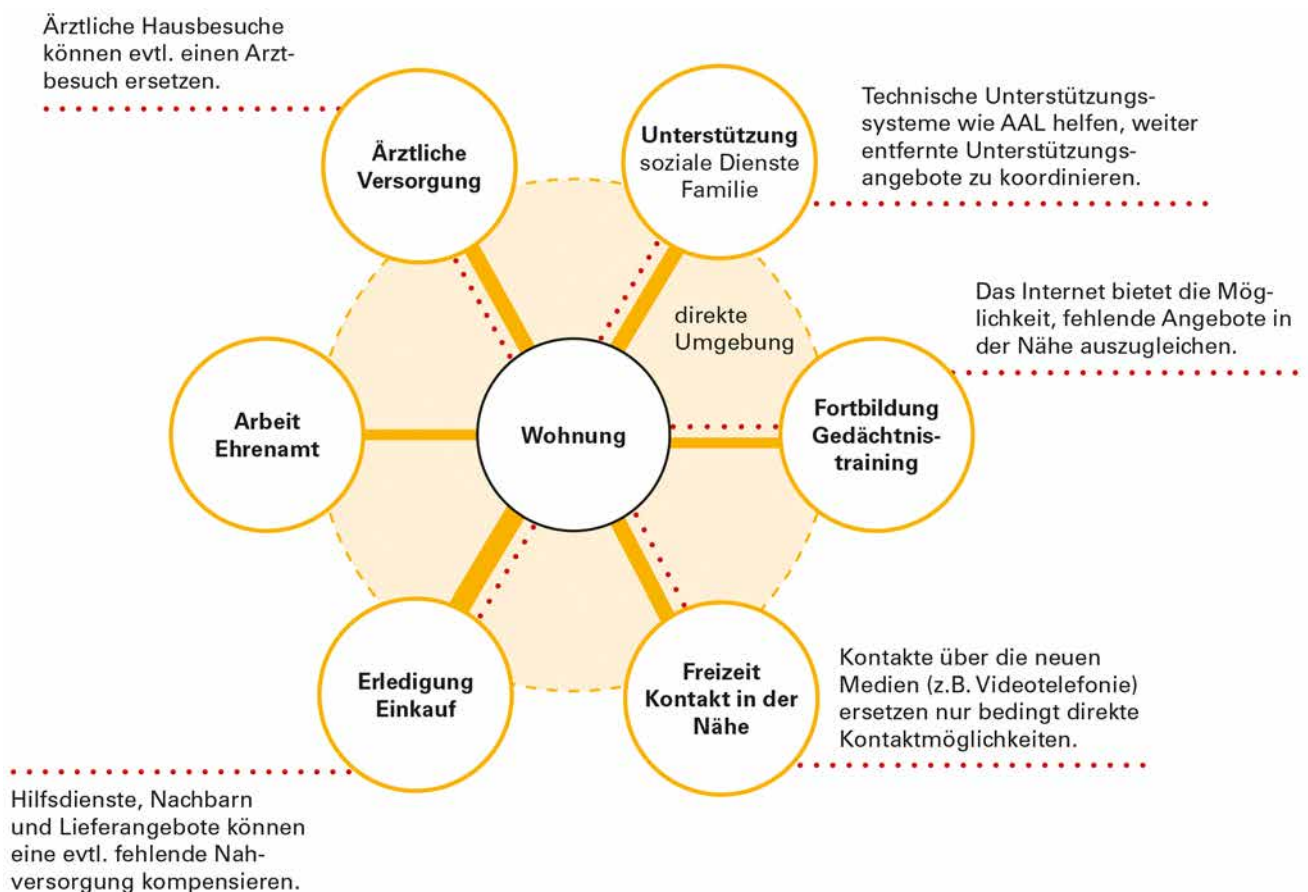 Ärztliche Hausbesuche
können evtl. einen Arzt-
besuch ersetzen.
Ärztliche
Versorgung
Unterstützung
soziale Dienste
Familie
Technische Unterstützungs-
systeme wie AAL helfen, weiter
entfernte Unterstützungs-
angebote zu koordinieren.
direkte
Umgebung
Das Internet bietet die Mög-
lichkeit, fehlende Angebote in
der Nähe auszugleichen.
Arbeit
Ehrenamt
Wohnung
Fortbildung
Gedächtnis-
training
Erledigung
Einkauf
Freizeit
Kontakt in der
Nähe
Kontakte über die neuen
Medien (z.B. Videotelefonie)
ersetzen nur bedingt direkte
Kontaktmöglichkeiten.
Hilfsdienste, Nachbarn
und Lieferangebote können
eine evtl. fehlende Nah-
versorgung kompensieren.